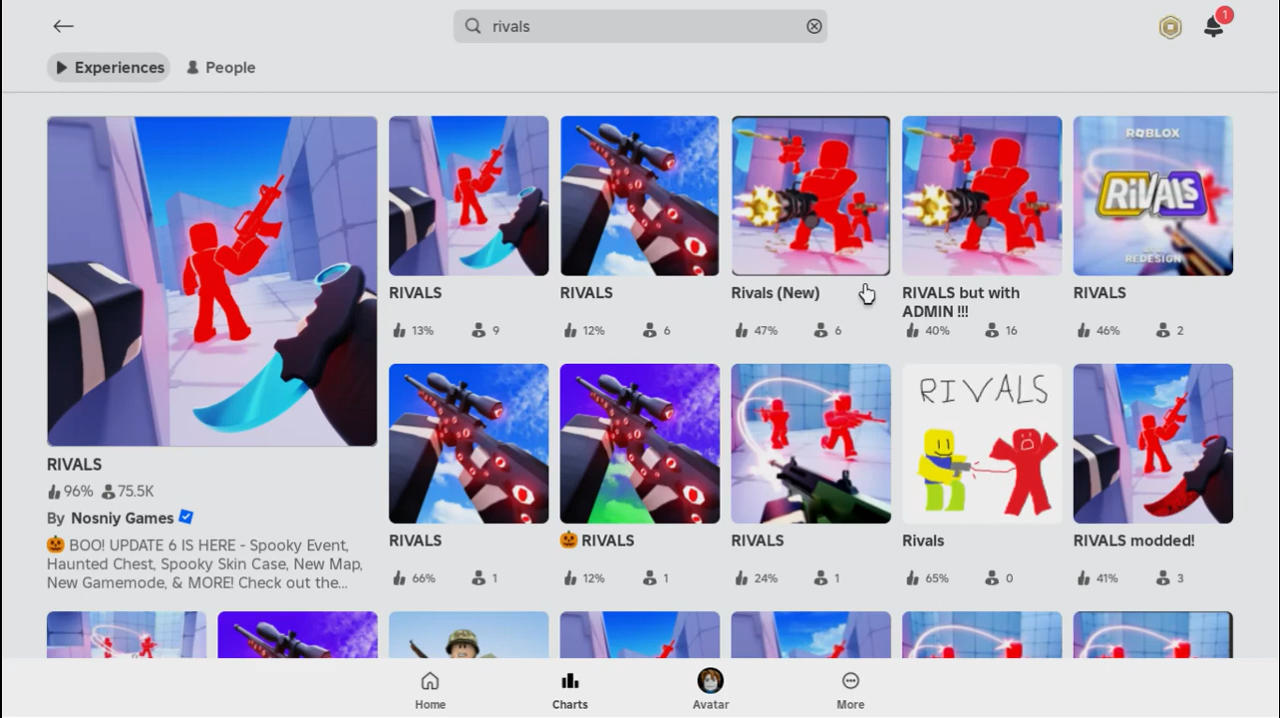 rivals
1
Experiences
People
RIVALS
96% 75.5K
By Nosniy Games
🎃 BOO! UPDATE 6 IS HERE - Spooky Event,
Haunted Chest, Spooky Skin Case, New Map,
New Gamemode, & MORE! Check out the...
RIVALS
13% 9
RIVALS
12% 6
Rivals (New)
47% 6
RIVALS but with
ADMIN !!!
40% 16
ROBLOX
RIVALS
REDESIGN
RIVALS
46% 2
RIVALS
66% 1
🎃 RIVALS
12% 1
RIVALS
24% 1
RIVALS
Rivals
65% 0
RIVALS modded!
41% 3
Home
Charts
Avatar
More